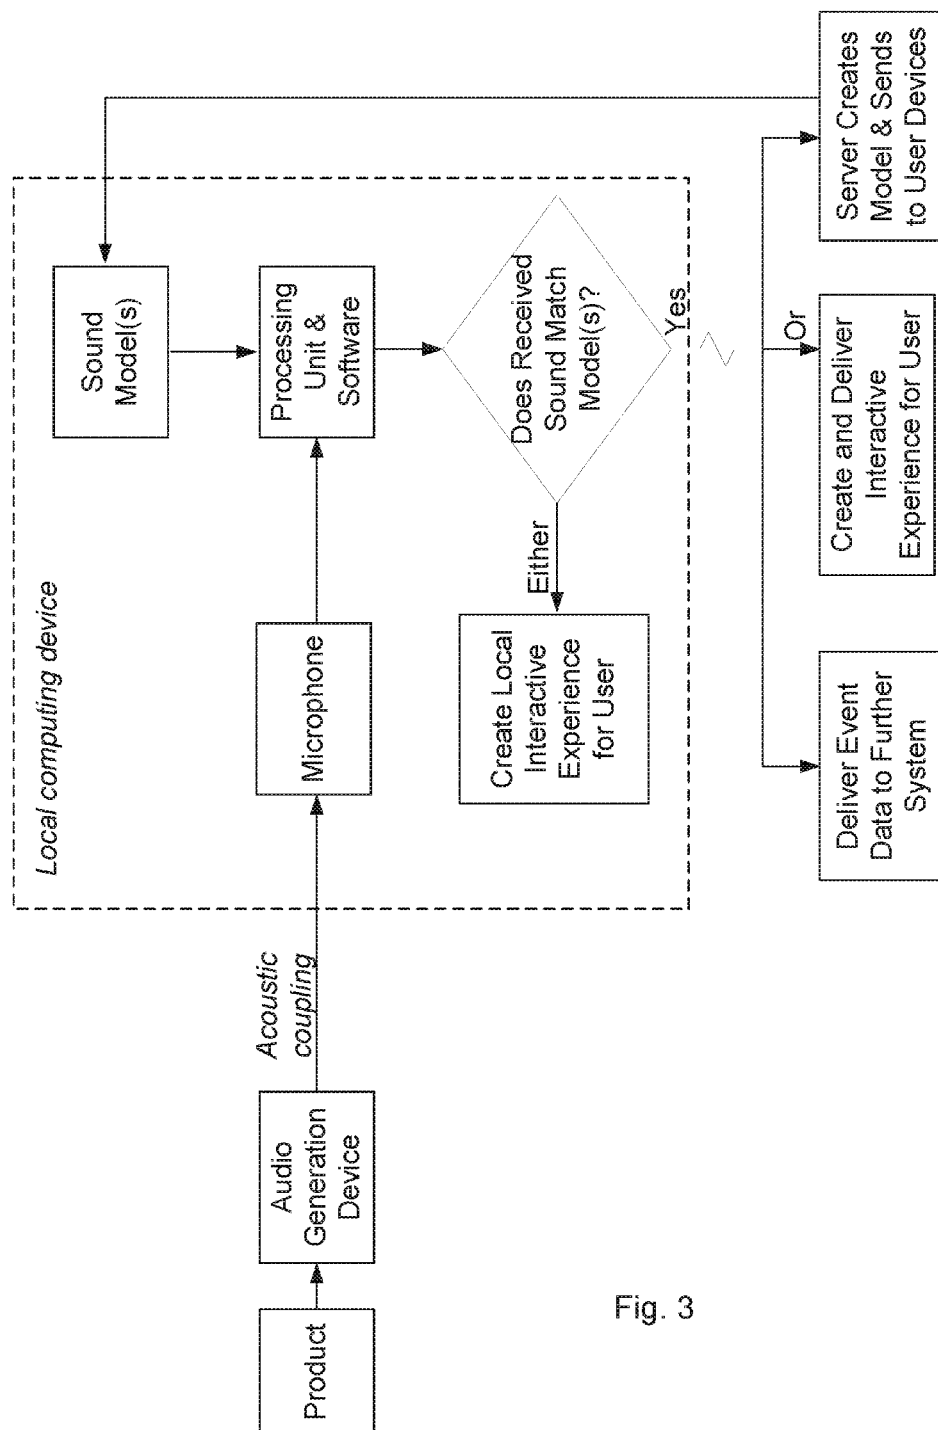 Product
Audio
Generation
Device
Acoustic
coupling
Local computing device
Microphone
Sound
Model(s)
Processing
Unit &
Software
Does Received
Sound Match
Model(s)?
Either
Yes
Create Local
Interactive
Experience
for User
Or
Deliver Event
Data to Further
System
Create and Deliver
Interactive
Experience for User
Server Creates
Model & Sends
to User Devices
Fig. 3